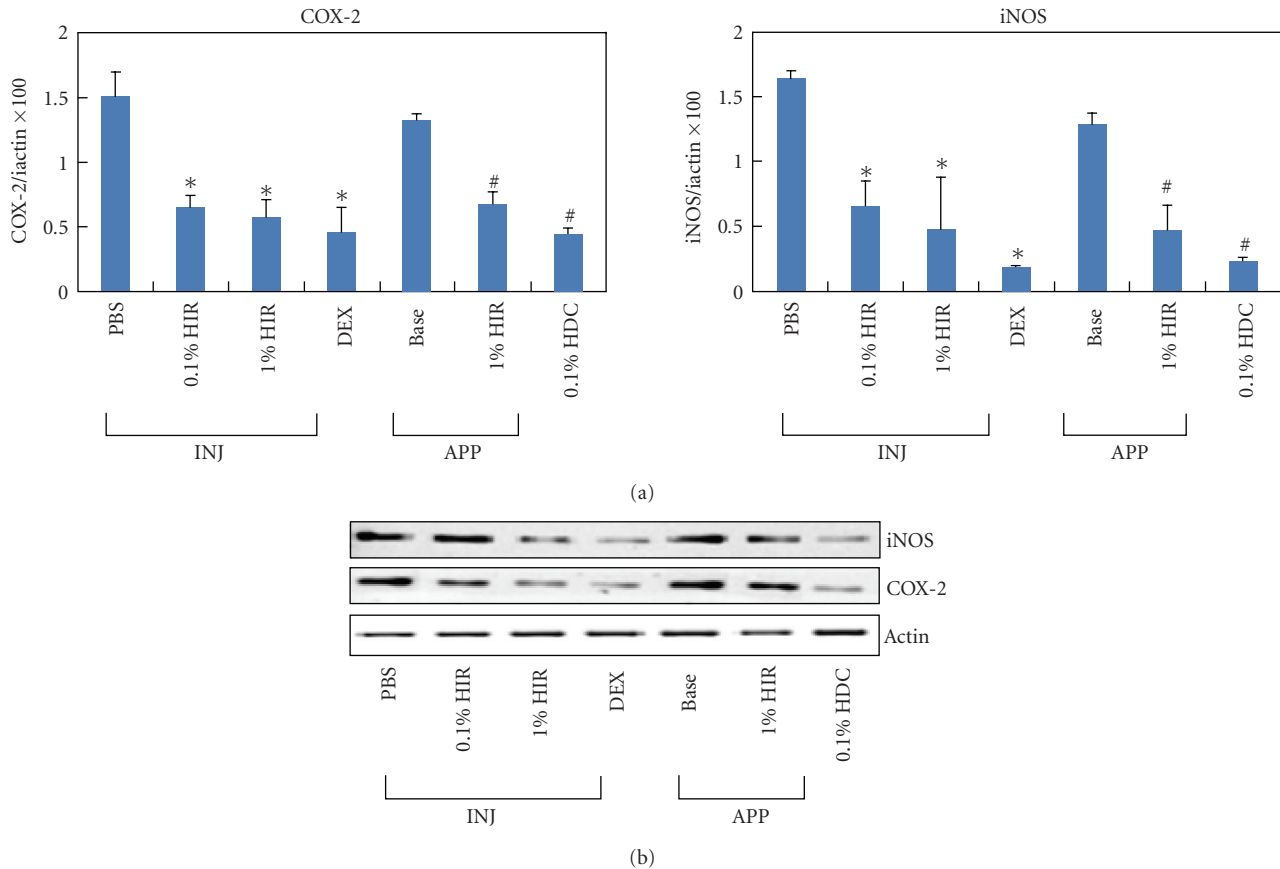 COX-2
COX-2/iactin ×100
2
1.5
1
0.5
0
*
*
*
#
#
PBS
0.1% HIR
1% HIR
DEX
Base
1% HIR
0.1% HDC
INJ
APP
iNOS
iNOS/iactin ×100
2
1.5
1
0.5
0
*
*
*
#
#
PBS
0.1% HIR
1% HIR
DEX
Base
1% HIR
0.1% HDC
INJ
APP
(a)
iNOS
COX-2
Actin
PBS
0.1% HIR
1% HIR
DEX
Base
1% HIR
0.1% HDC
INJ
APP
(b)